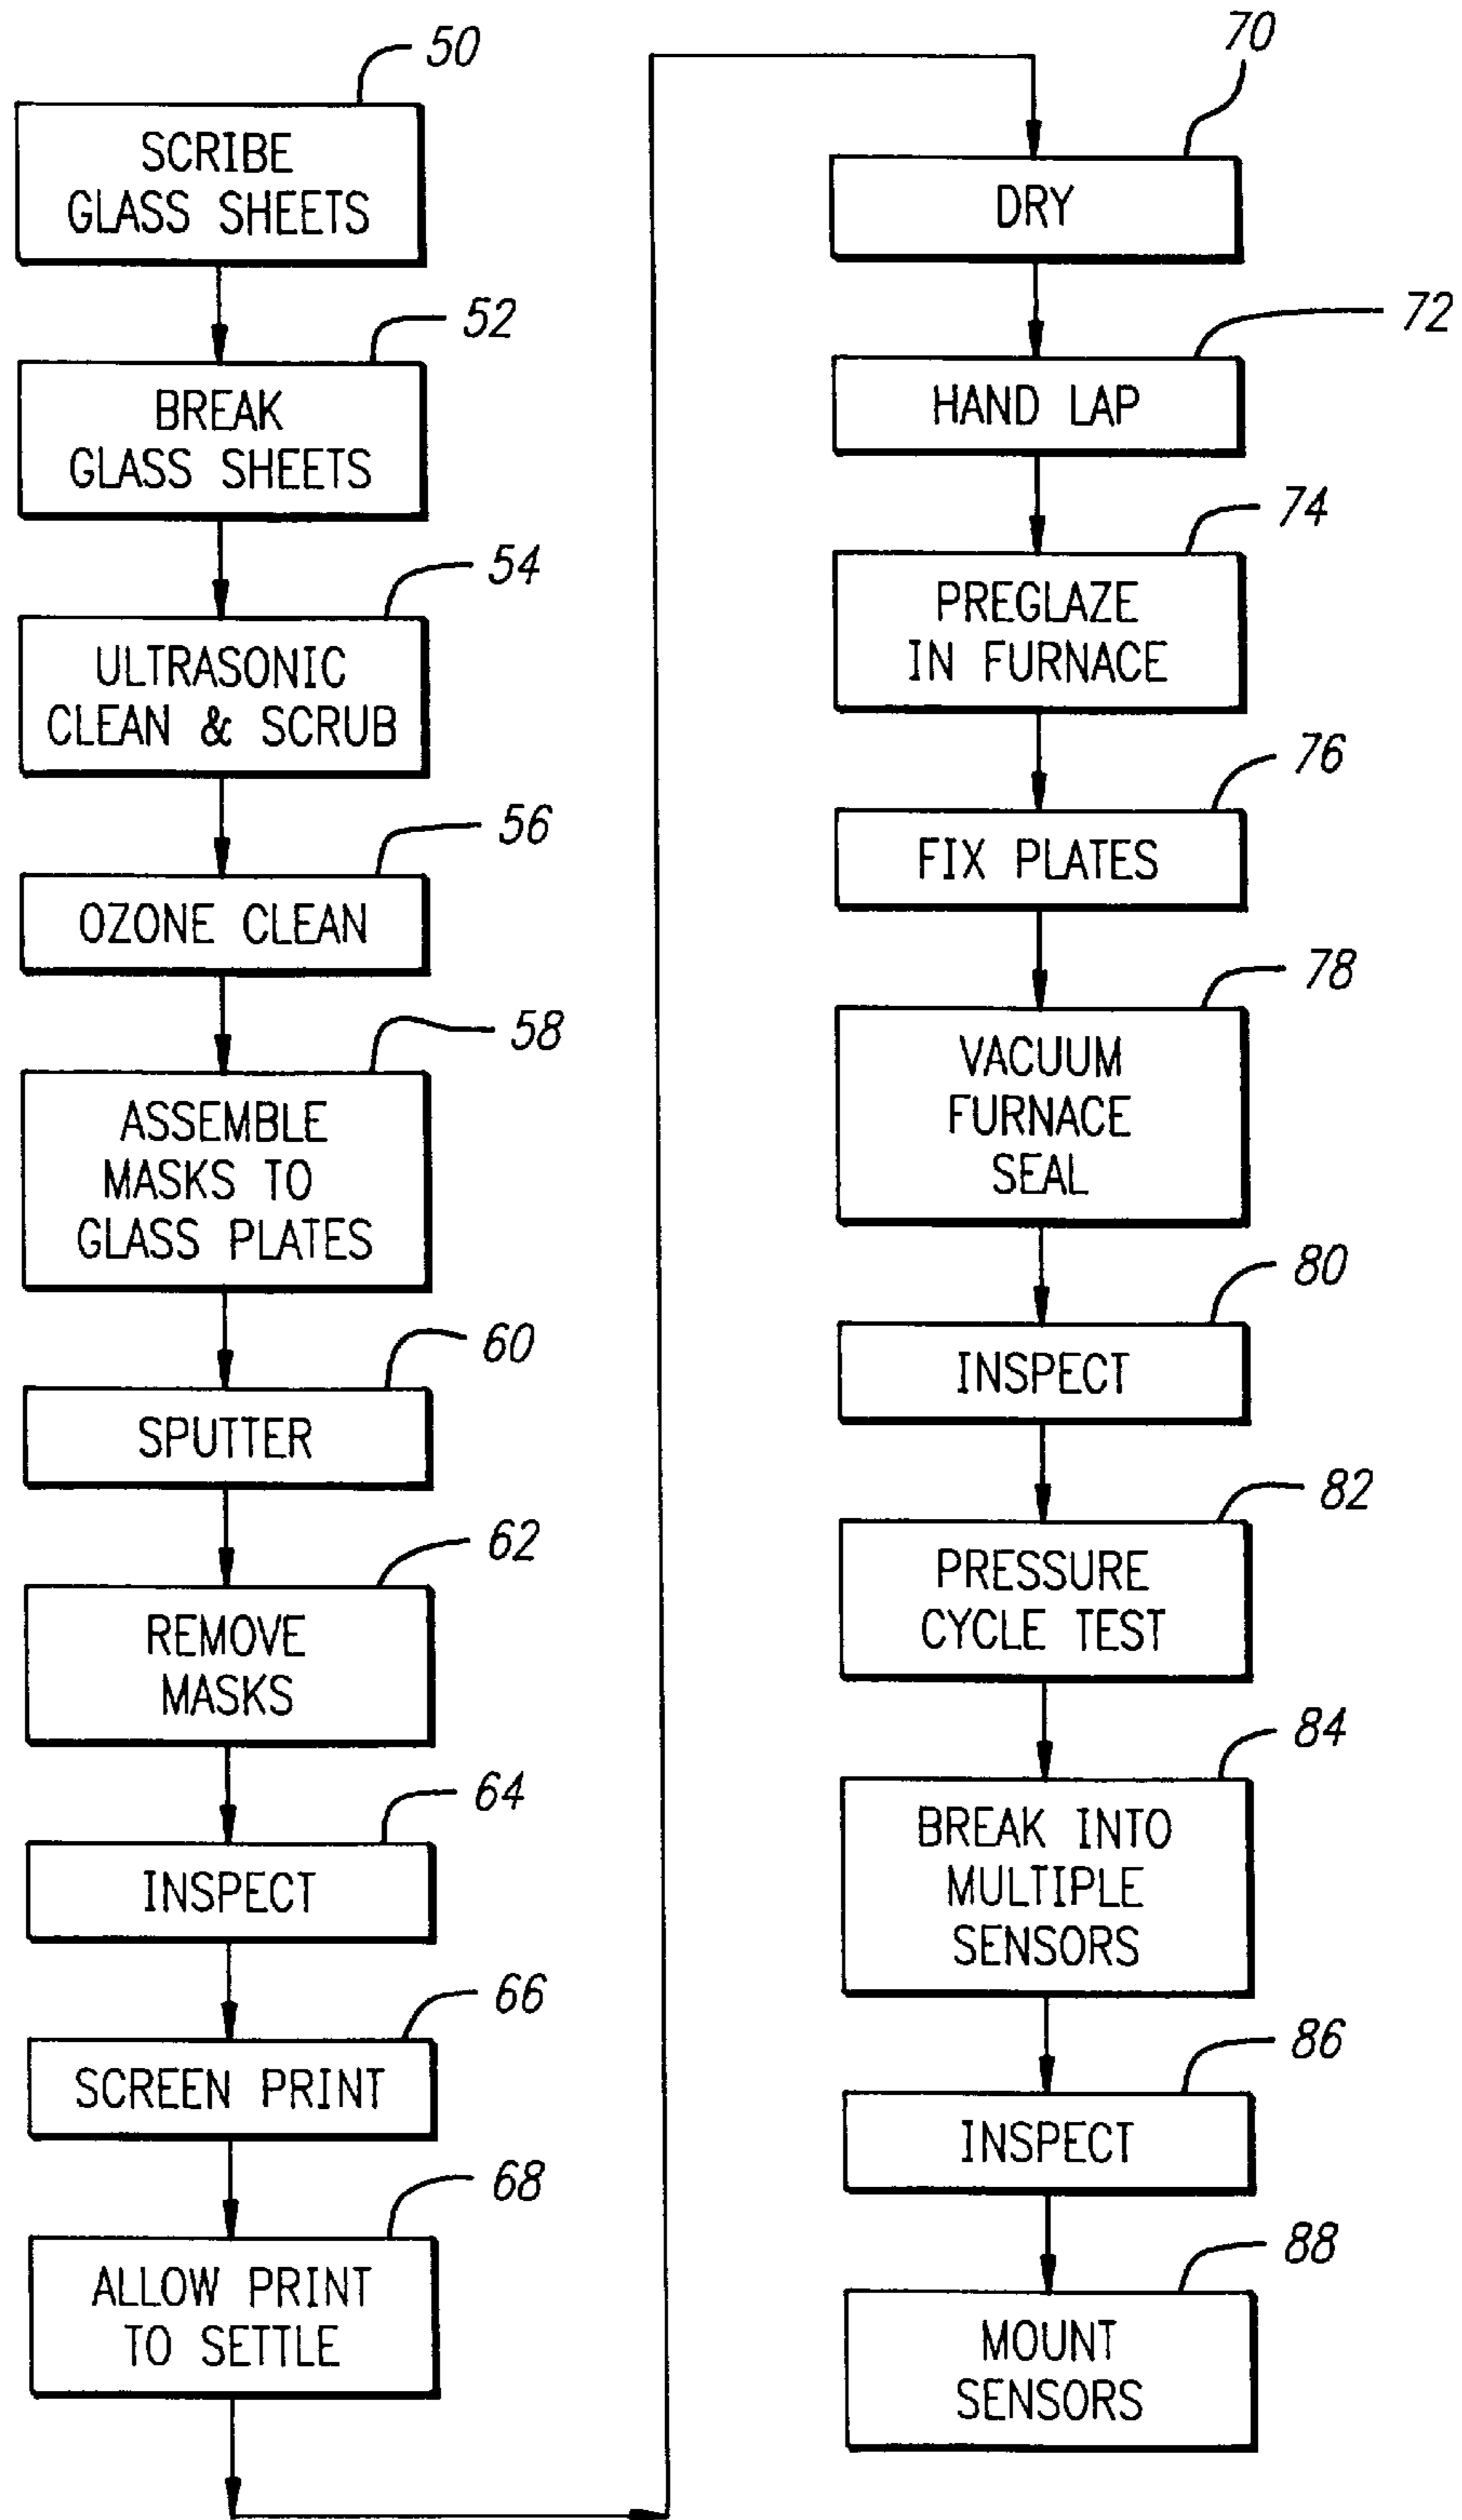 50
SCRIBE
GLASS SHEETS
52
BREAK
GLASS SHEETS
54
ULTRASONIC
CLEAN & SCRUB
56
OZONE CLEAN
58
ASSEMBLE
MASKS TO
GLASS PLATES
60
SPUTTER
62
REMOVE
MASKS
64
INSPECT
66
SCREEN PRINT
68
ALLOW PRINT
TO SETTLE
70
DRY
72
HAND LAP
74
PREGLAZE
IN FURNACE
76
FIX PLATES
78
VACUUM
FURNACE
SEAL
80
INSPECT
82
PRESSURE
CYCLE TEST
84
BREAK INTO
MULTIPLE
SENSORS
86
INSPECT
88
MOUNT
SENSORS